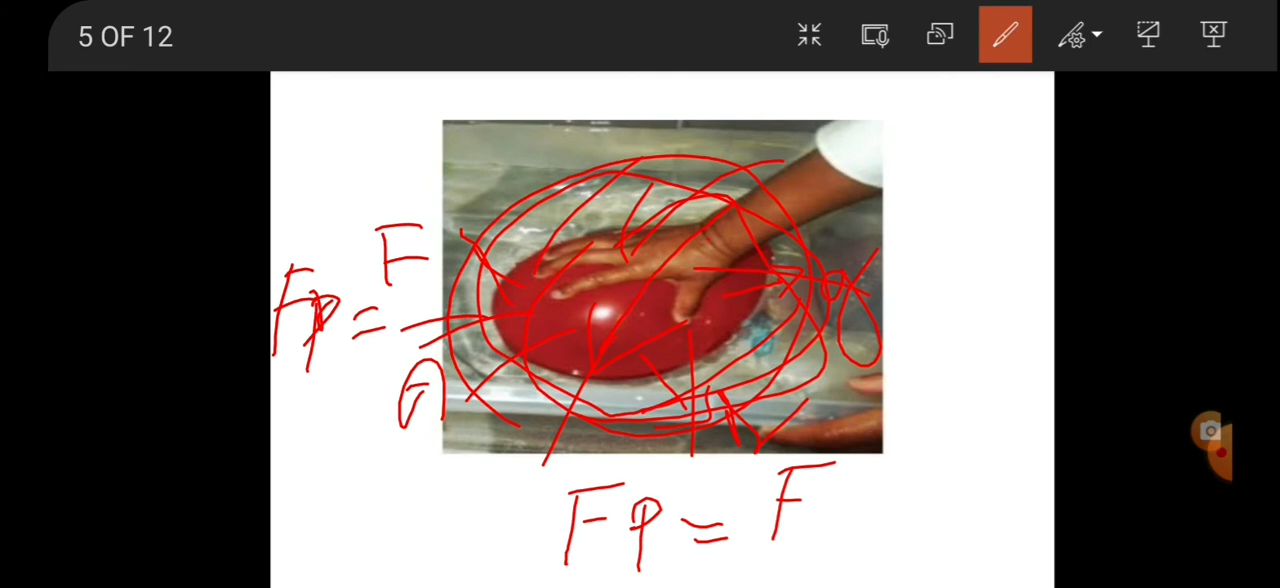 5 OF 12
F
Fp =
a
Fp = F